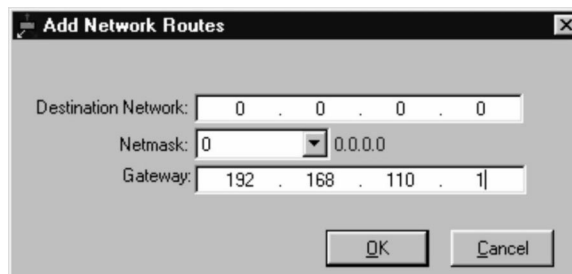 Add Network Routes
Destination Network: 0 . 0 . 0 . 0
Netmask: 0 0.0.0.0
Gateway: 192 . 168 . 110 . 1
OK Cancel